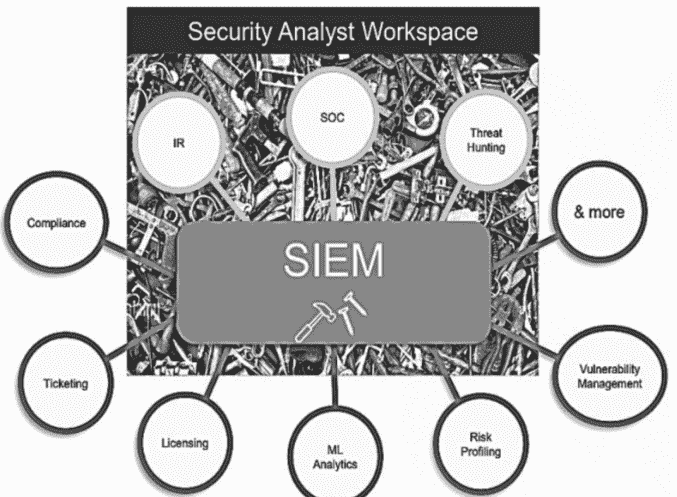 Security Analyst Workspace
IR
SOC
Threat
Hunting
Compliance
& more
SIEM
Ticketing
Vulnerability
Management
Licensing
ML
Analytics
Risk
Profiling